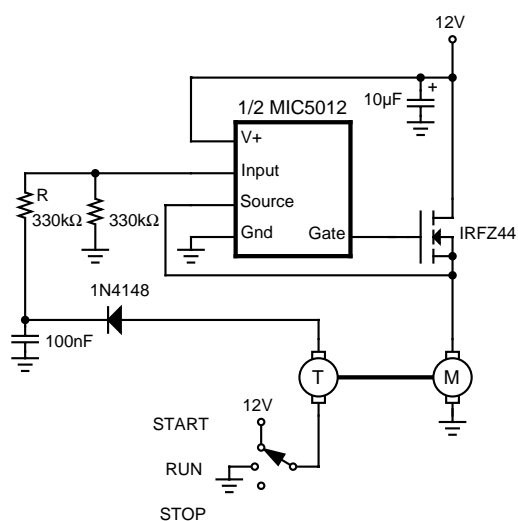 12V
10µF
+
1/2 MIC5012
V+
Input
R
330kΩ
330kΩ
Source
Gnd
Gate
IRFZ44
1N4148
100nF
T
M
12V
START
RUN
STOP